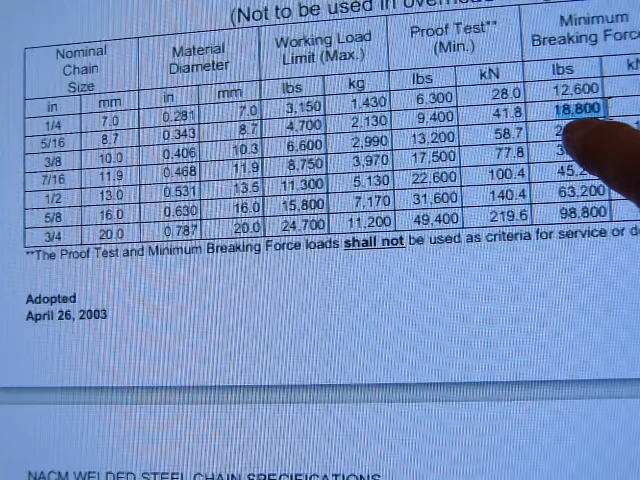 (Not to be used in
Nominal Chain Size Material Diameter Working Load Limit (Max.) Proof Test** (Min.) Minimum Breaking Force
in mm in mm lbs kg lbs kN lbs
1/4 7.0 0.281 7.0 3,150 1,430 6,300 28.0 12,600
5/16 8.7 0.343 8.7 4,700 2,130 9,400 41.8 18,800
3/8 10.0 0.406 10.3 6,600 2,990 13,200 58.7
7/16 11.9 0.468 11.9 8,750 3,970 17,500 77.8
1/2 13.0 0.531 13.5 11,300 5,130 22,600 100.4
5/8 16.0 0.630 16.0 15,800 7,170 31,600 140.4 63,200
3/4 20.0 0.787 20.0 24,700 11,200 49,400 219.6 98,800
**The Proof Test and Minimum Breaking Force loads shall not be used as criteria for service or
Adopted
April 26, 2003
NACM WELDED STEEL CHAIN SPECIFICATIONS